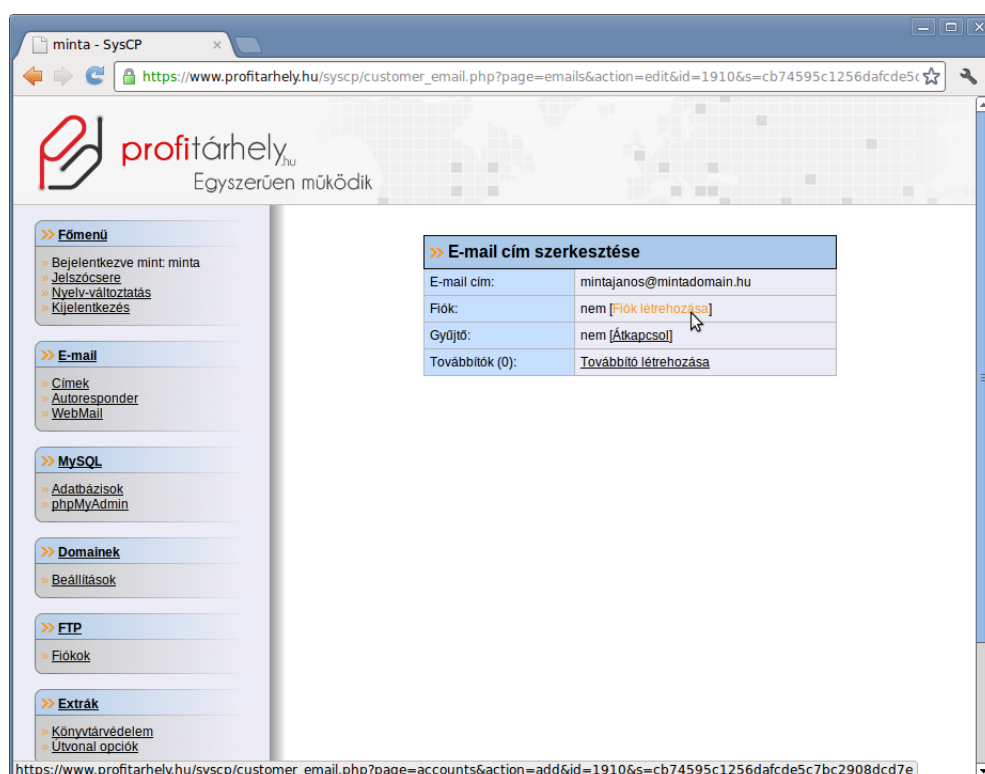 minta - SysCP
https://www.profitarhely.hu/syscp/customer_email.php?page=emails&action=edit&id=1910&s=cb74595c1256dafcde5c
profitárhely.hu
Egyszerűen működik
» Főmenü
» Bejelentkezve mint: minta
» Jelszócsere
» Nyelv-változtatás
» Kijelentkezés
» E-mail
» Címek
» Autoresponder
» WebMail
» MySQL
» Adatbázisok
» phpMyAdmin
» Domainek
» Beállítások
» FTP
» Fiókok
» Extrák
» Könyvtárvédelem
» Útvonal opciók
» E-mail cím szerkesztése
E-mail cím: mintajanos@mintadomain.hu
Fiók: nem [Fiók létrehozása]
Gyűjtő: nem [Átkapcsol]
Továbbítók (0): Továbbító létrehozása
https://www.profitarhely.hu/syscp/customer_email.php?page=accounts&action=add&id=1910&s=cb74595c1256dafcde5c7bc2908dcd7e